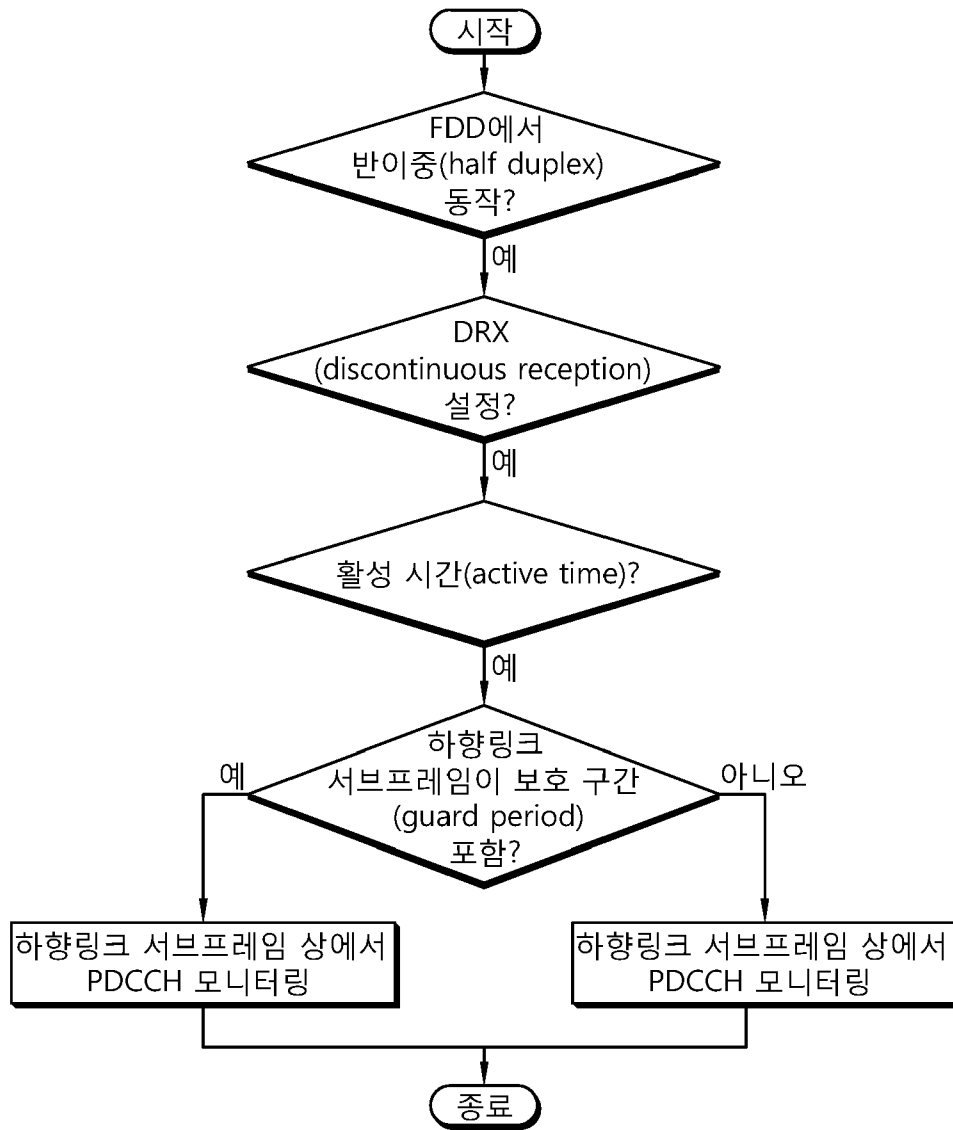 시작
FDD에서
반이중(half duplex)
동작?
예
DRX
(discontinuous reception)
설정?
예
활성 시간(active time)?
예
하향링크
서브프레임이 보호 구간
(guard period)
포함?
예
아니오
하향링크 서브프레임 상에서
PDCCH 모니터링
하향링크 서브프레임 상에서
PDCCH 모니터링
종료